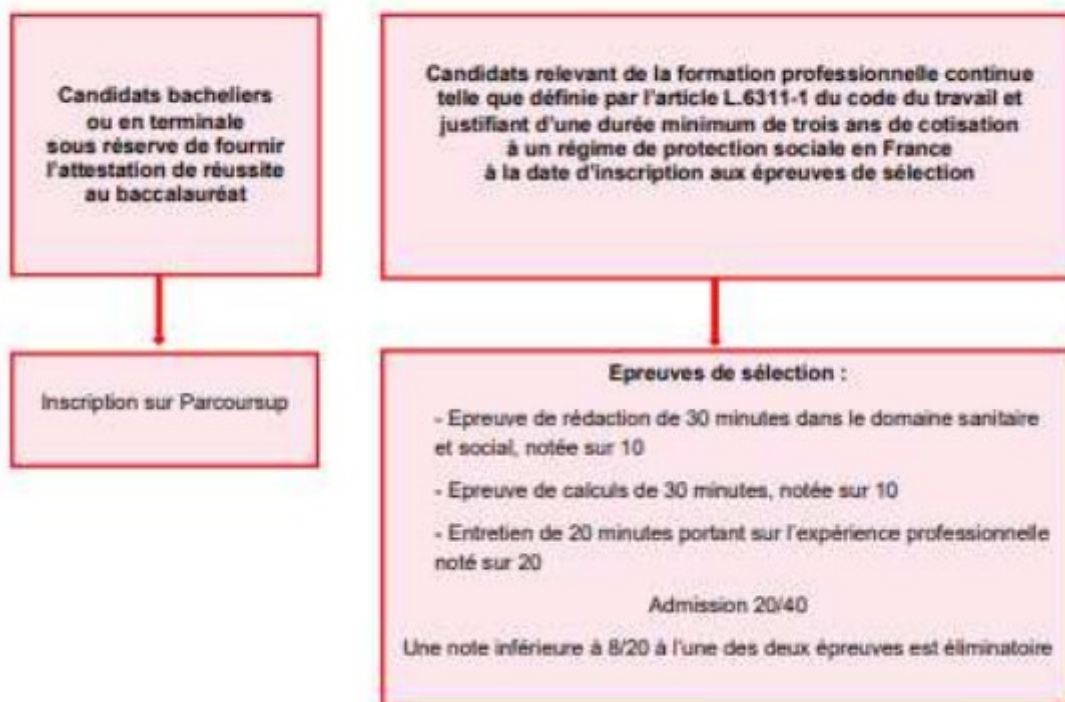 Candidats bacheliers
ou en terminale
sous réserve de fournir
l'attestation de réussite
au baccalauréat
Inscription sur Parcoursup
Candidats relevant de la formation professionnelle continue
telle que définie par l'article L.6311-1 du code du travail et
justifiant d'une durée minimum de trois ans de cotisation
à un régime de protection sociale en France
à la date d'inscription aux épreuves de sélection
Epreuves de sélection :
- Epreuve de rédaction de 30 minutes dans le domaine sanitaire
et social, notée sur 10
- Epreuve de calculs de 30 minutes, notée sur 10
- Entretien de 20 minutes portant sur l'expérience professionnelle
noté sur 20
Admission 20/40
Une note inférieure à 8/20 à l'une des deux épreuves est éliminatoire